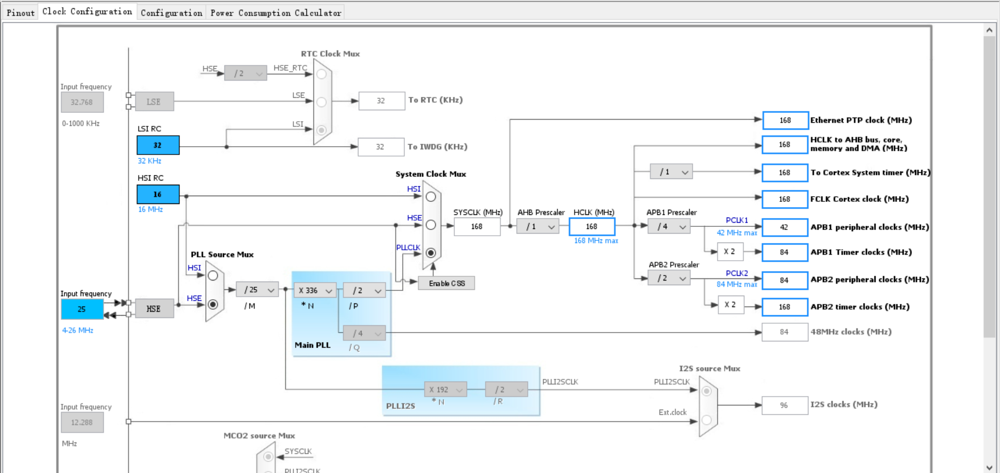 Pinout
Clock Configuration
Configuration
Power Consumption Calculator
RTC Clock Mux
HSE
/ 2
HSE_RTC
Input frequency
32.768
0-1000 KHz
LSE
LSE
32
To RTC (KHz)
LSI RC
32
32 KHz
LSI
32
To IWDG (KHz)
HSI RC
16
16 MHz
System Clock Mux
HSI
HSE
PLLCLK
Enable CSS
SYSCLK (MHz)
168
AHB Prescaler
/ 1
HCLK (MHz)
168
168 MHz max
168
Ethernet PTP clock (MHz)
168
HCLK to AHB bus, core,
memory and DMA (MHz)
/ 1
168
To Cortex System timer (MHz)
168
FCLK Cortex clock (MHz)
APB1 Prescaler
/ 4
PCLK1
42 MHz max
42
APB1 peripheral clocks (MHz)
X 2
84
APB1 Timer clocks (MHz)
APB2 Prescaler
/ 2
PCLK2
84 MHz max
84
APB2 peripheral clocks (MHz)
X 2
168
APB2 timer clocks (MHz)
84
48MHz clocks (MHz)
PLL Source Mux
HSI
HSE
Input frequency
25
4-26 MHz
HSE
/ 25
/ M
X 336
* N
/ 2
/ P
/ 4
/ Q
Main PLL
X 192
* N
/ 2
/ R
PLLI2S
PLLI2SCLK
I2S source Mux
PLLI2SCLK
Ext.clock
96
I2S clocks (MHz)
Input frequency
12.288
MHz
MCO2 source Mux
SYSCLK
PLLI2SCLK